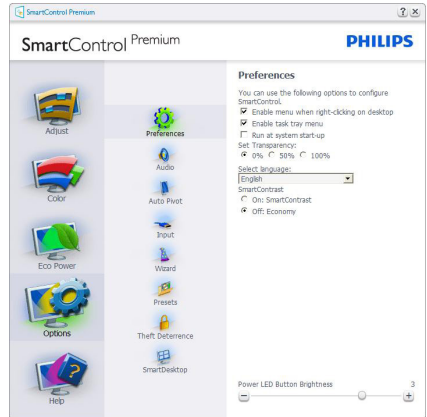 SmartControl Premium
SmartControl Premium
PHILIPS
Adjust
Color
Eco Power
Options
Help
Preferences
Audio
Auto Pivot
Input
Wizard
Presets
Theft Deterrence
SmartDesktop
Preferences
You can use the following options to configure
SmartControl.
Enable menu when right-clicking on desktop
Enable task tray menu
Run at system start-up
Set Transparency:
0% 50% 100%
Select language:
English
SmartContrast
On: SmartContrast
Off: Economy
Power LED Button Brightness 3